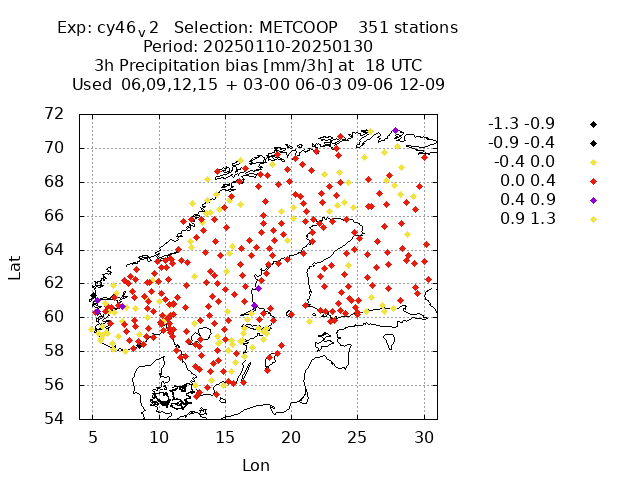 Exp: cy46v2 Selection: METCOOP 351 stations
Period: 20250110-20250130
3h Precipitation bias [mm/3h] at 18 UTC
Used 06,09,12,15 + 03-00 06-03 09-06 12-09
72
70
68
66
64
62
60
58
56
54
Lat
5 10 15 20 25 30
Lon
-1.3 -0.9
-0.9 -0.4
-0.4 0.0
0.0 0.4
0.4 0.9
0.9 1.3